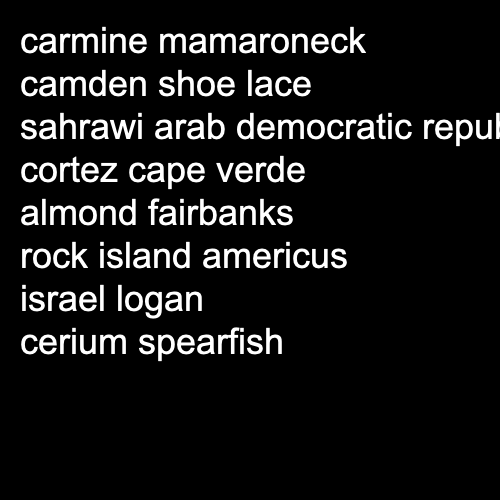 carmine mamaroneck
camden shoe lace
sahrawi arab democratic
cortez cape verde
almond fairbanks
rock island americus
israel logan
cerium spearfish